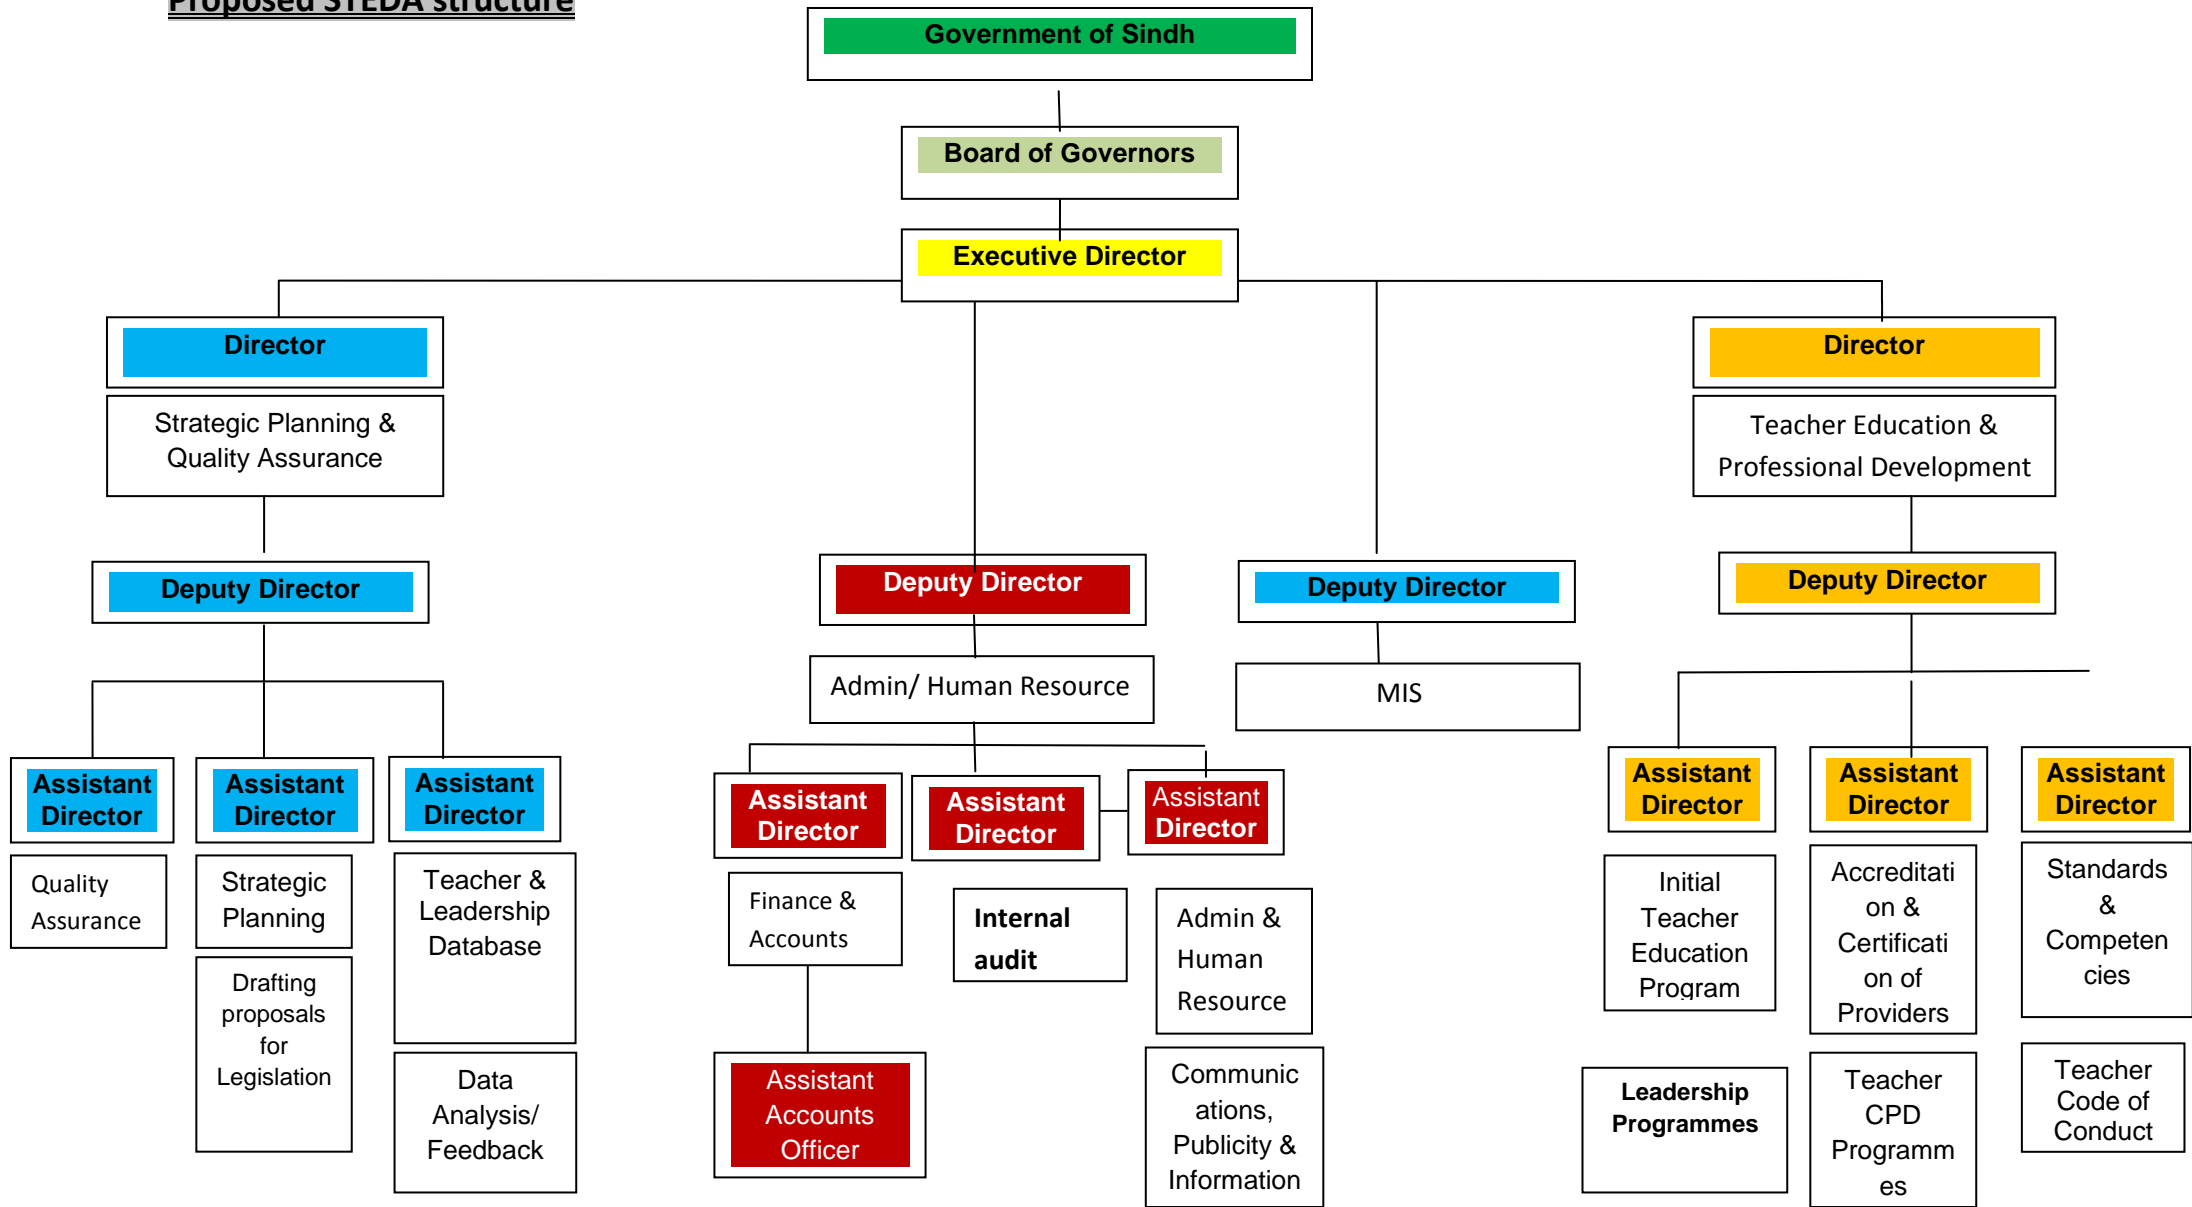 Proposed STEDA structure
Government of Sindh
Board of Governors
Executive Director
Director
Strategic Planning &
Quality Assurance
Deputy Director
Assistant
Director
Quality
Assurance
Assistant
Director
Strategic
Planning
Drafting
proposals
for
Legislation
Assistant
Director
Teacher &
Leadership
Database
Data
Analysis/
Feedback
Deputy Director
Admin/ Human Resource
Assistant
Director
Finance &
Accounts
Assistant
Accounts
Officer
Assistant
Director
Internal
audit
Assistant
Director
Admin &
Human
Resource
Communic
ations,
Publicity &
Information
Deputy Director
MIS
Director
Teacher Education &
Professional Development
Deputy Director
Assistant
Director
Initial
Teacher
Education
Program
Leadership
Programmes
Assistant
Director
Accreditati
on &
Certificati
on of
Providers
Teacher
CPD
Programm
es
Assistant
Director
Standards
&
Competen
cies
Teacher
Code of
Conduct